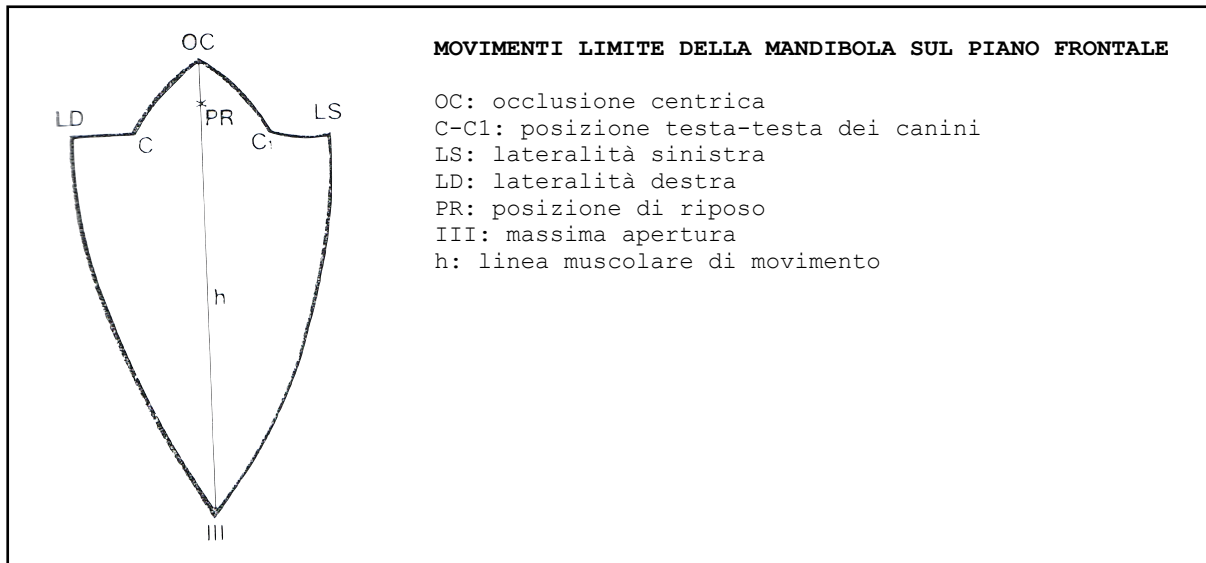 OC
PR
LD
LS
C
C1
h
III
MOVIMENTI LIMITE DELLA MANDIBOLA SUL PIANO FRONTALE
OC: occlusione centrica
C-C1: posizione testa-testa dei canini
LS: lateralità sinistra
LD: lateralità destra
PR: posizione di riposo
III: massima apertura
h: linea muscolare di movimento